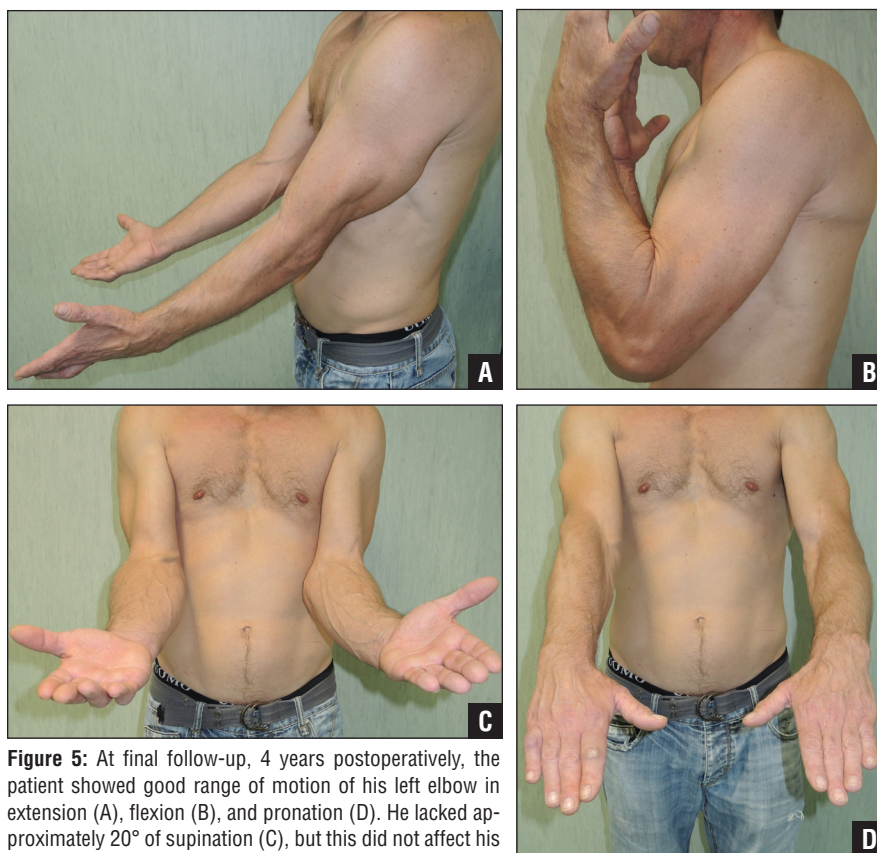 A
B
UOMO
C
UOMO
D
Figure 5: At final follow-up, 4 years postoperatively, the
patient showed good range of motion of his left elbow in
extension (A), flexion (B), and pronation (D). He lacked ap-
proximately 20° of supination (C), but this did not affect his